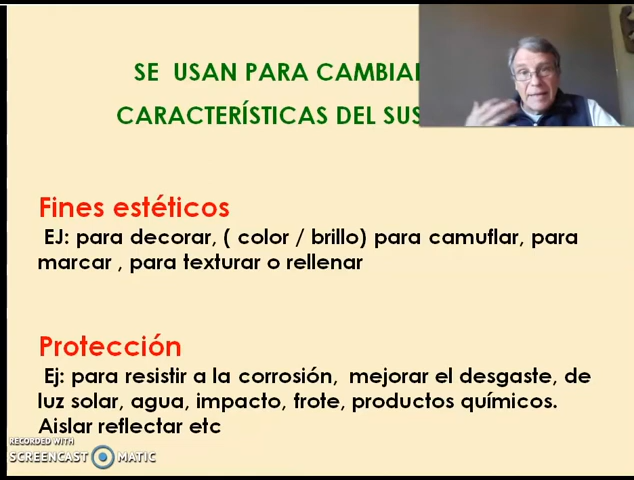 SE USAN PARA
CARACTERÍSTICAS DEL
Fines estéticos
EJ: para decorar, ( color / brillo) para camuflar, para
marcar , para texturar o rellenar
Protección
Ej: para resistir a la corrosión, mejorar el desgaste, de
luz solar, agua, impacto, frote, productos químicos.
Aislar reflectar etc
RECORDED WITH
SCREENCAST MATIC